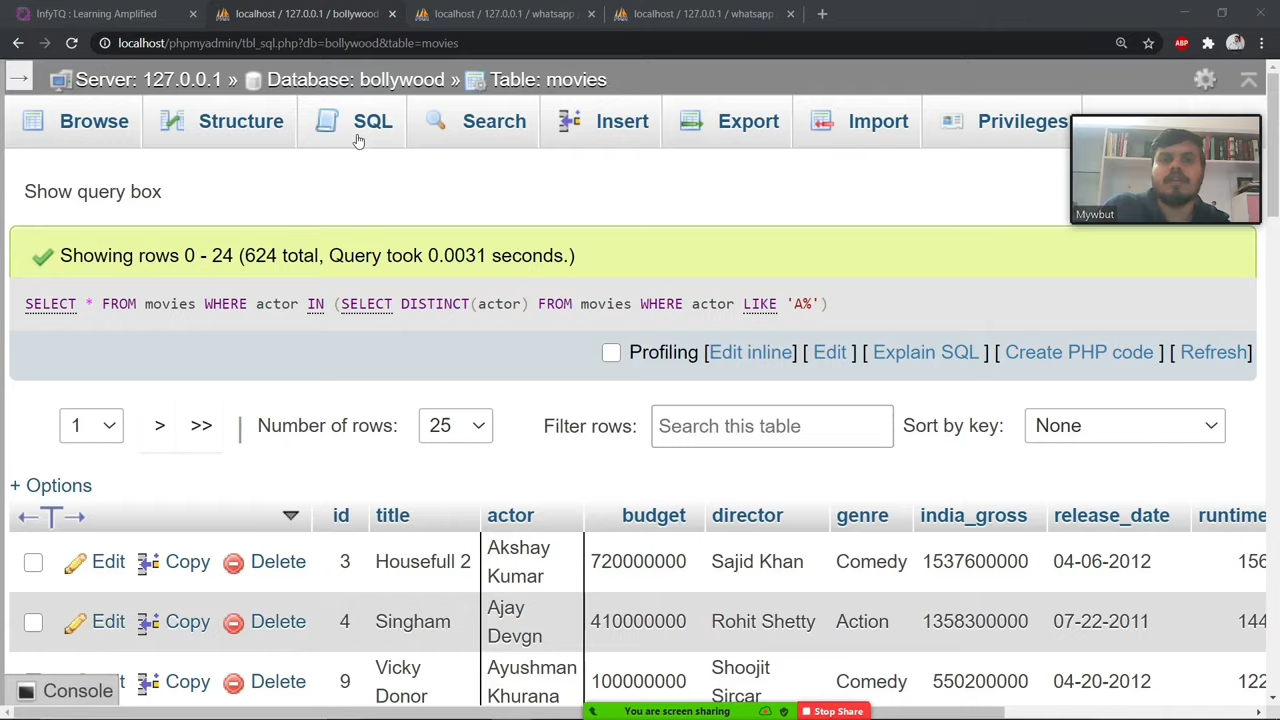 InfyTQ : Learning Amplified
localhost / 127.0.0.1 / bollywood
localhost / 127.0.0.1 / whatsapp
localhost / 127.0.0.1 / whatsapp
localhost/phpmyadmin/tbl_sql.php?db=bollywood&table=movies
ABP
Server: 127.0.0.1 » Database: bollywood » Table: movies
Browse Structure SQL Search Insert Export Import Privileges
Mywbut
Show query box
Showing rows 0 - 24 (624 total, Query took 0.0031 seconds.)
SELECT * FROM movies WHERE actor IN (SELECT DISTINCT(actor) FROM movies WHERE actor LIKE 'A%')
Profiling [Edit inline] [ Edit ] [ Explain SQL ] [ Create PHP code ] [ Refresh]
1 > >> | Number of rows: 25 Filter rows: Search this table Sort by key: None
+ Options
←T→ id title actor budget director genre india_gross release_date runtime
Edit Copy Delete 3 Housefull 2 Akshay Kumar 720000000 Sajid Khan Comedy 1537600000 04-06-2012 156
Edit Copy Delete 4 Singham Ajay Devgn 410000000 Rohit Shetty Action 1358300000 07-22-2011 144
Copy Delete 9 Vicky Donor Ayushman Khurana 100000000 Shoojit Sircar Comedy 550200000 04-20-2012 122
Console
You are screen sharing Stop Share